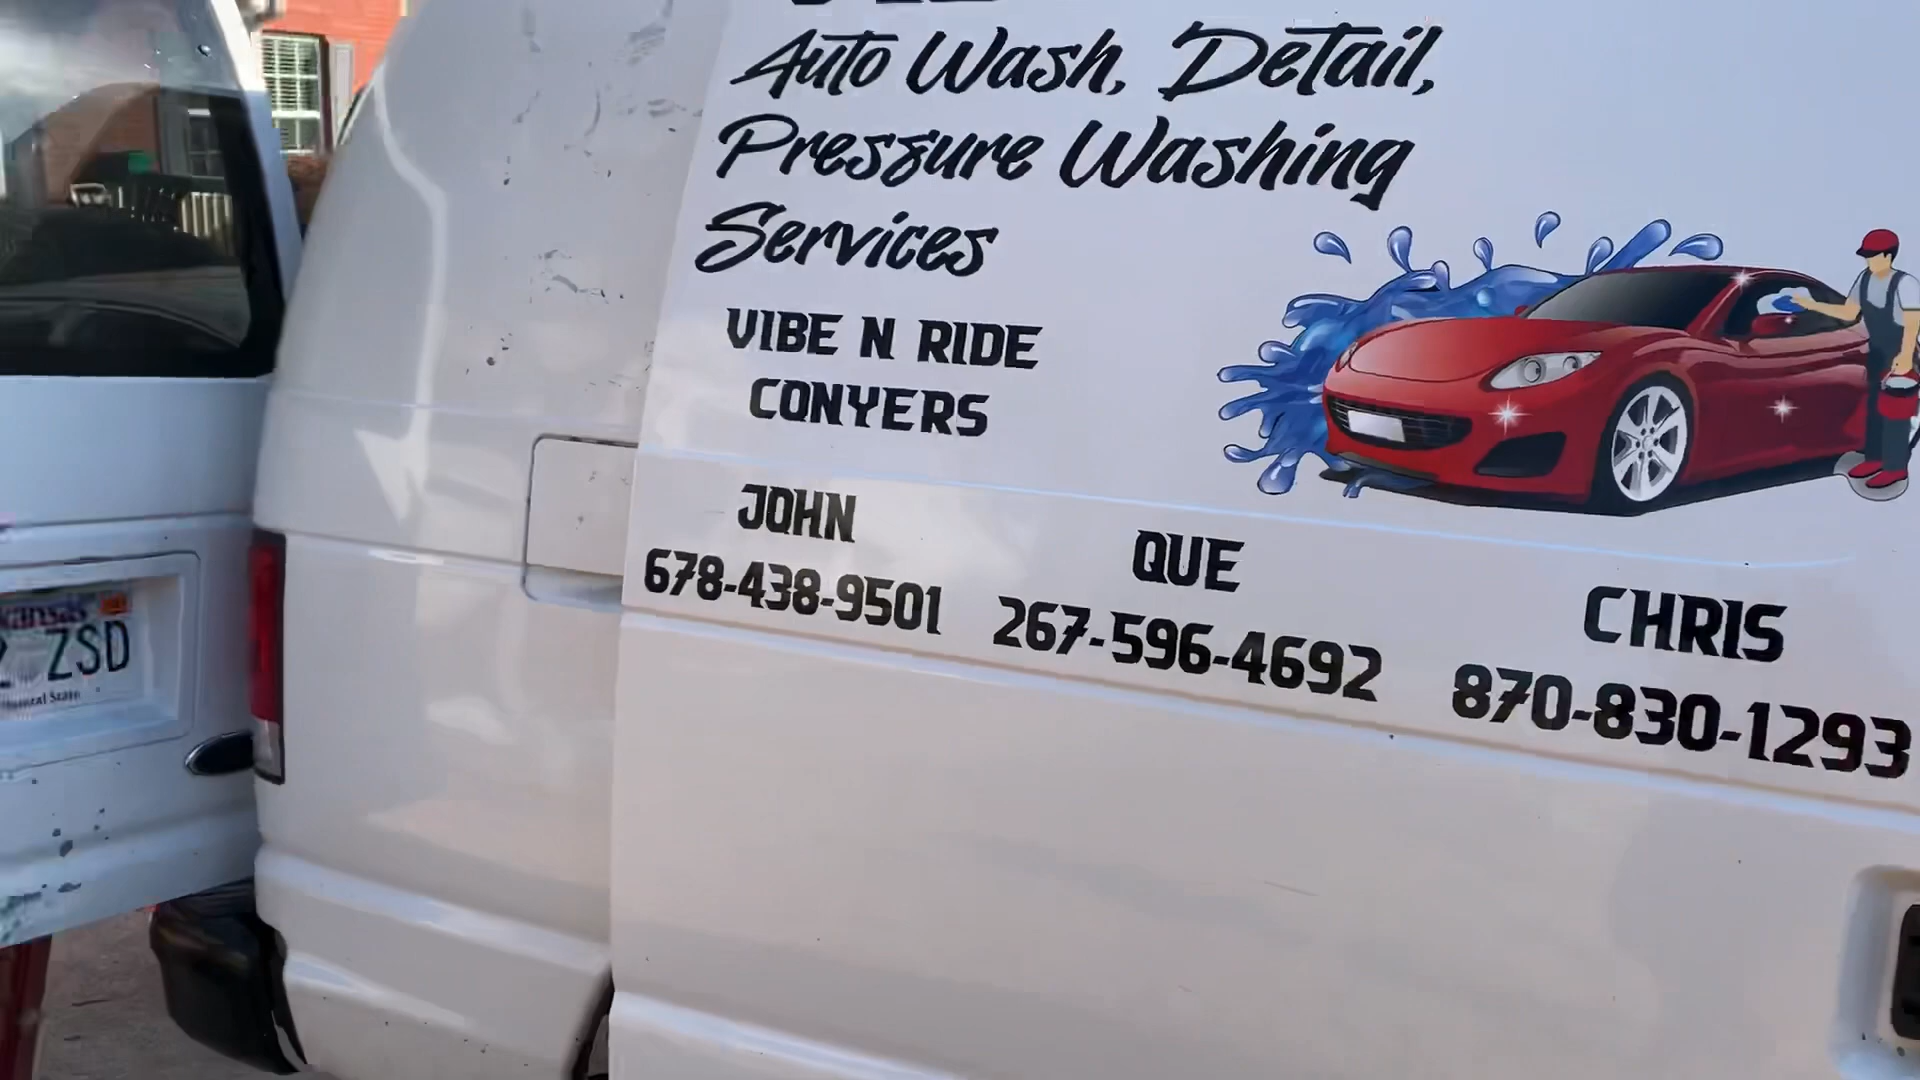 Auto Wash, Detail,
Pressure Washing
Services
VIBE N RIDE
CONYERS
JOHN
678-438-9501
QUE
267-596-4692
CHRIS
870-830-1293
ZSD